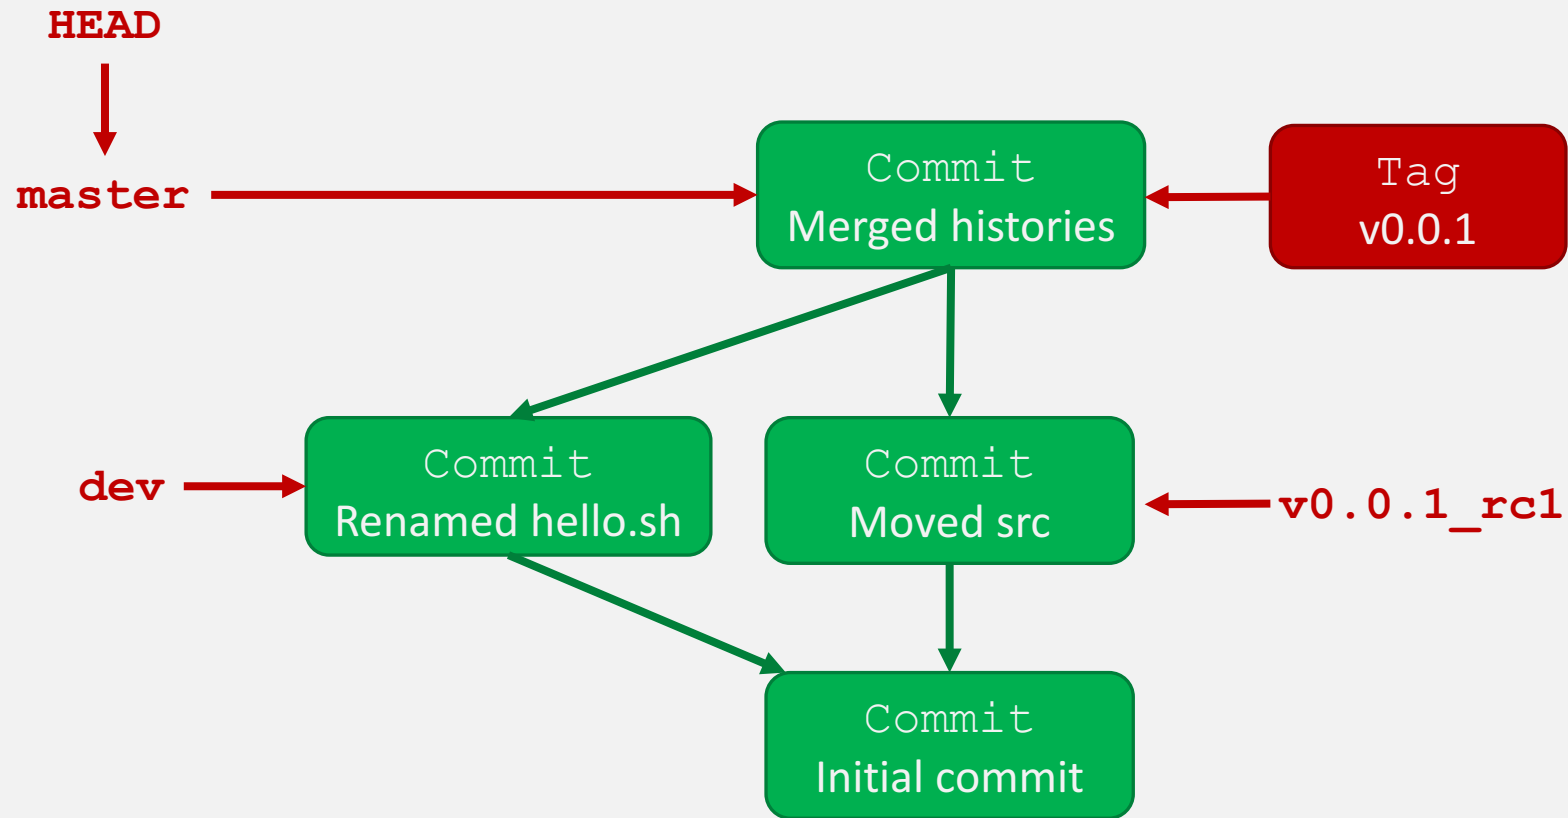 HEAD
master
Commit
Merged histories
Tag
v0.0.1
dev
Commit
Renamed hello.sh
Commit
Moved src
v0.0.1_rc1
Commit
Initial commit